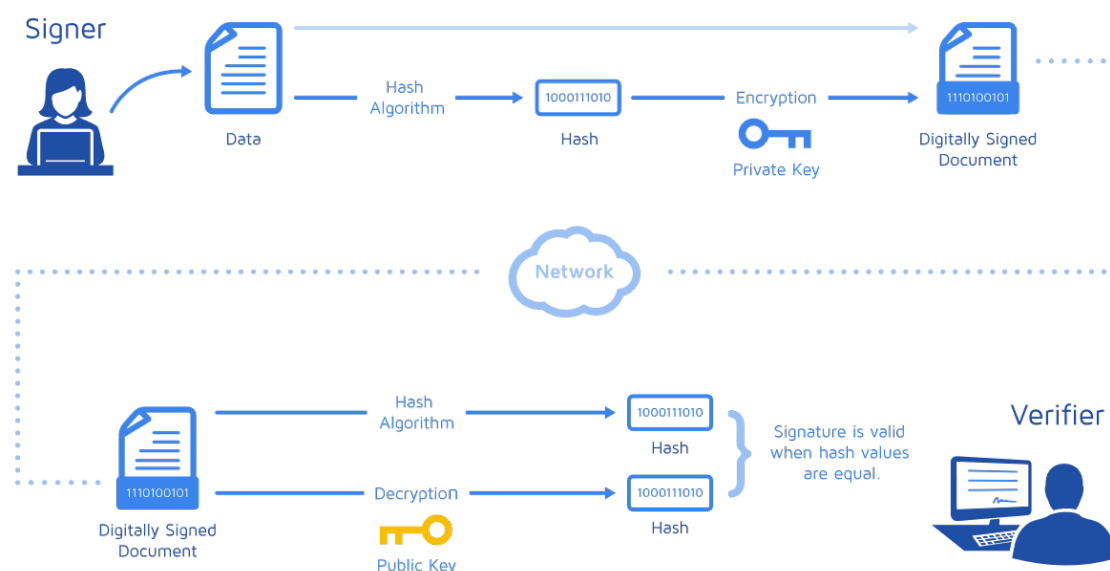 Signer
Data
Hash
Algorithm
1000111010
Hash
Encryption
Private Key
1110100101
Digitally Signed
Document
Network
1110100101
Digitally Signed
Document
Hash
Algorithm
1000111010
Hash
Decryption
Public Key
1000111010
Hash
Signature is valid
when hash values
are equal.
Verifier